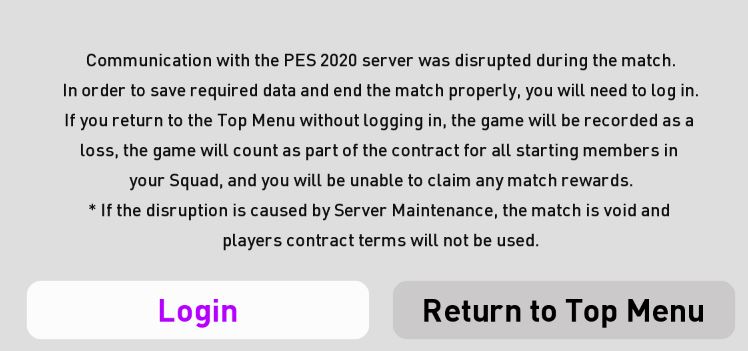 Communication with the PES 2020 server was disrupted during the match.
In order to save required data and end the match properly, you will need to log in.
If you return to the Top Menu without logging in, the game will be recorded as a
loss, the game will count as part of the contract for all starting members in
your Squad, and you will be unable to claim any match rewards.
* If the disruption is caused by Server Maintenance, the match is void and
players contract terms will not be used.
Login
Return to Top Menu